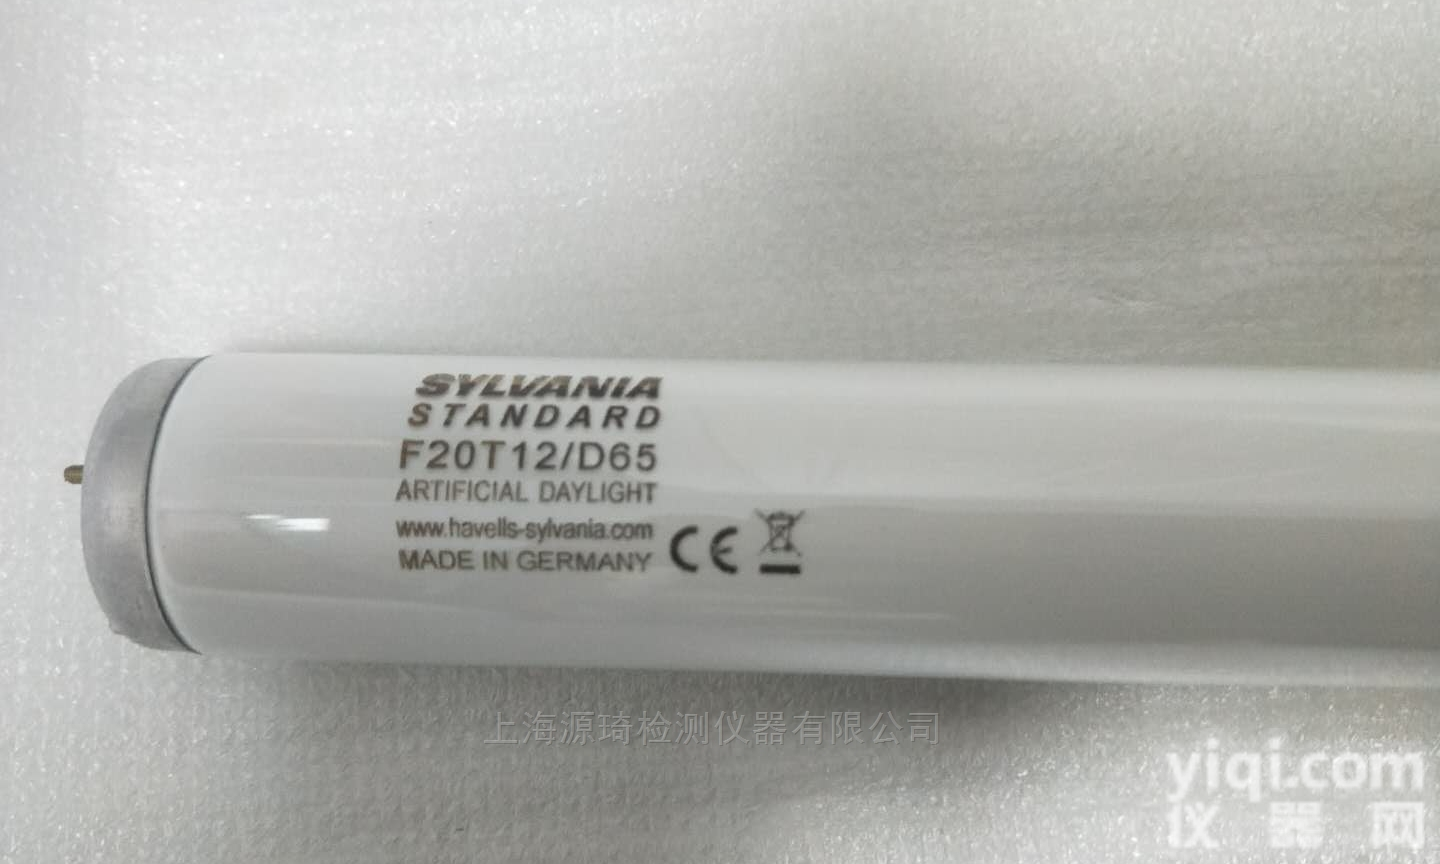 SYLVANIA
STANDARD
F20T12/D65
ARTIFICIAL DAYLIGHT
www.havells-sylvania.com
MADE IN GERMANY
CE
上海源琦检测仪器有限公司
yiqi.com
仪器网